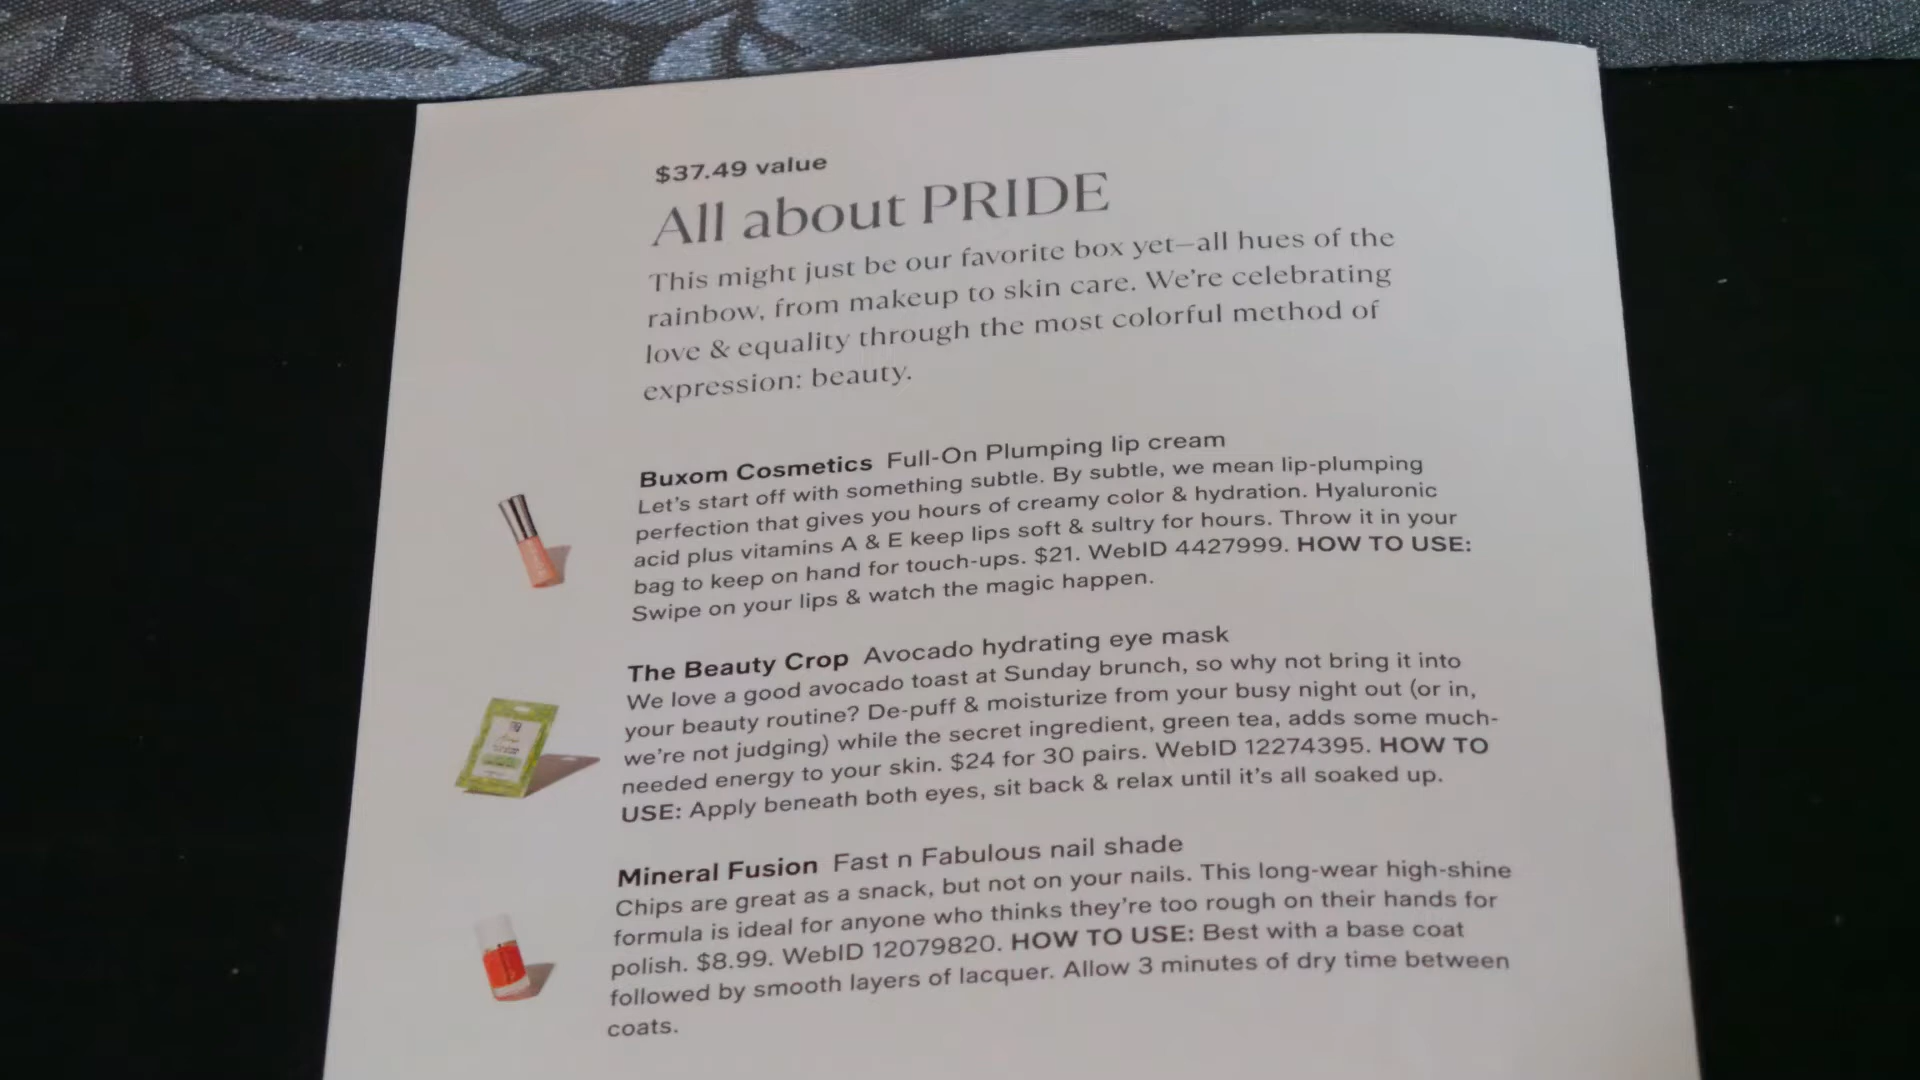 $37.49 value
All about PRIDE
This might just be our favorite box yet—all hues of the
rainbow, from makeup to skin care. We're celebrating
love & equality through the most colorful method of
expression: beauty.
Buxom Cosmetics Full-On Plumping lip cream
Let's start off with something subtle. By subtle, we mean lip-plumping
perfection that gives you hours of creamy color & hydration. Hyaluronic
acid plus vitamins A & E keep lips soft & sultry for hours. Throw it in your
bag to keep on hand for touch-ups. $21. WebID 4427999. HOW TO USE:
Swipe on your lips & watch the magic happen.
The Beauty Crop Avocado hydrating eye mask
We love a good avocado toast at Sunday brunch, so why not bring it into
your beauty routine? De-puff & moisturize from your busy night out (or in,
we're not judging) while the secret ingredient, green tea, adds some much-
needed energy to your skin. $24 for 30 pairs. WebID 12274395. HOW TO
USE: Apply beneath both eyes, sit back & relax until it's all soaked up.
Mineral Fusion Fast n Fabulous nail shade
Chips are great as a snack, but not on your nails. This long-wear high-shine
formula is ideal for anyone who thinks they're too rough on their hands for
polish. $8.99. WebID 12079820. HOW TO USE: Best with a base coat
followed by smooth layers of lacquer. Allow 3 minutes of dry time between
coats.